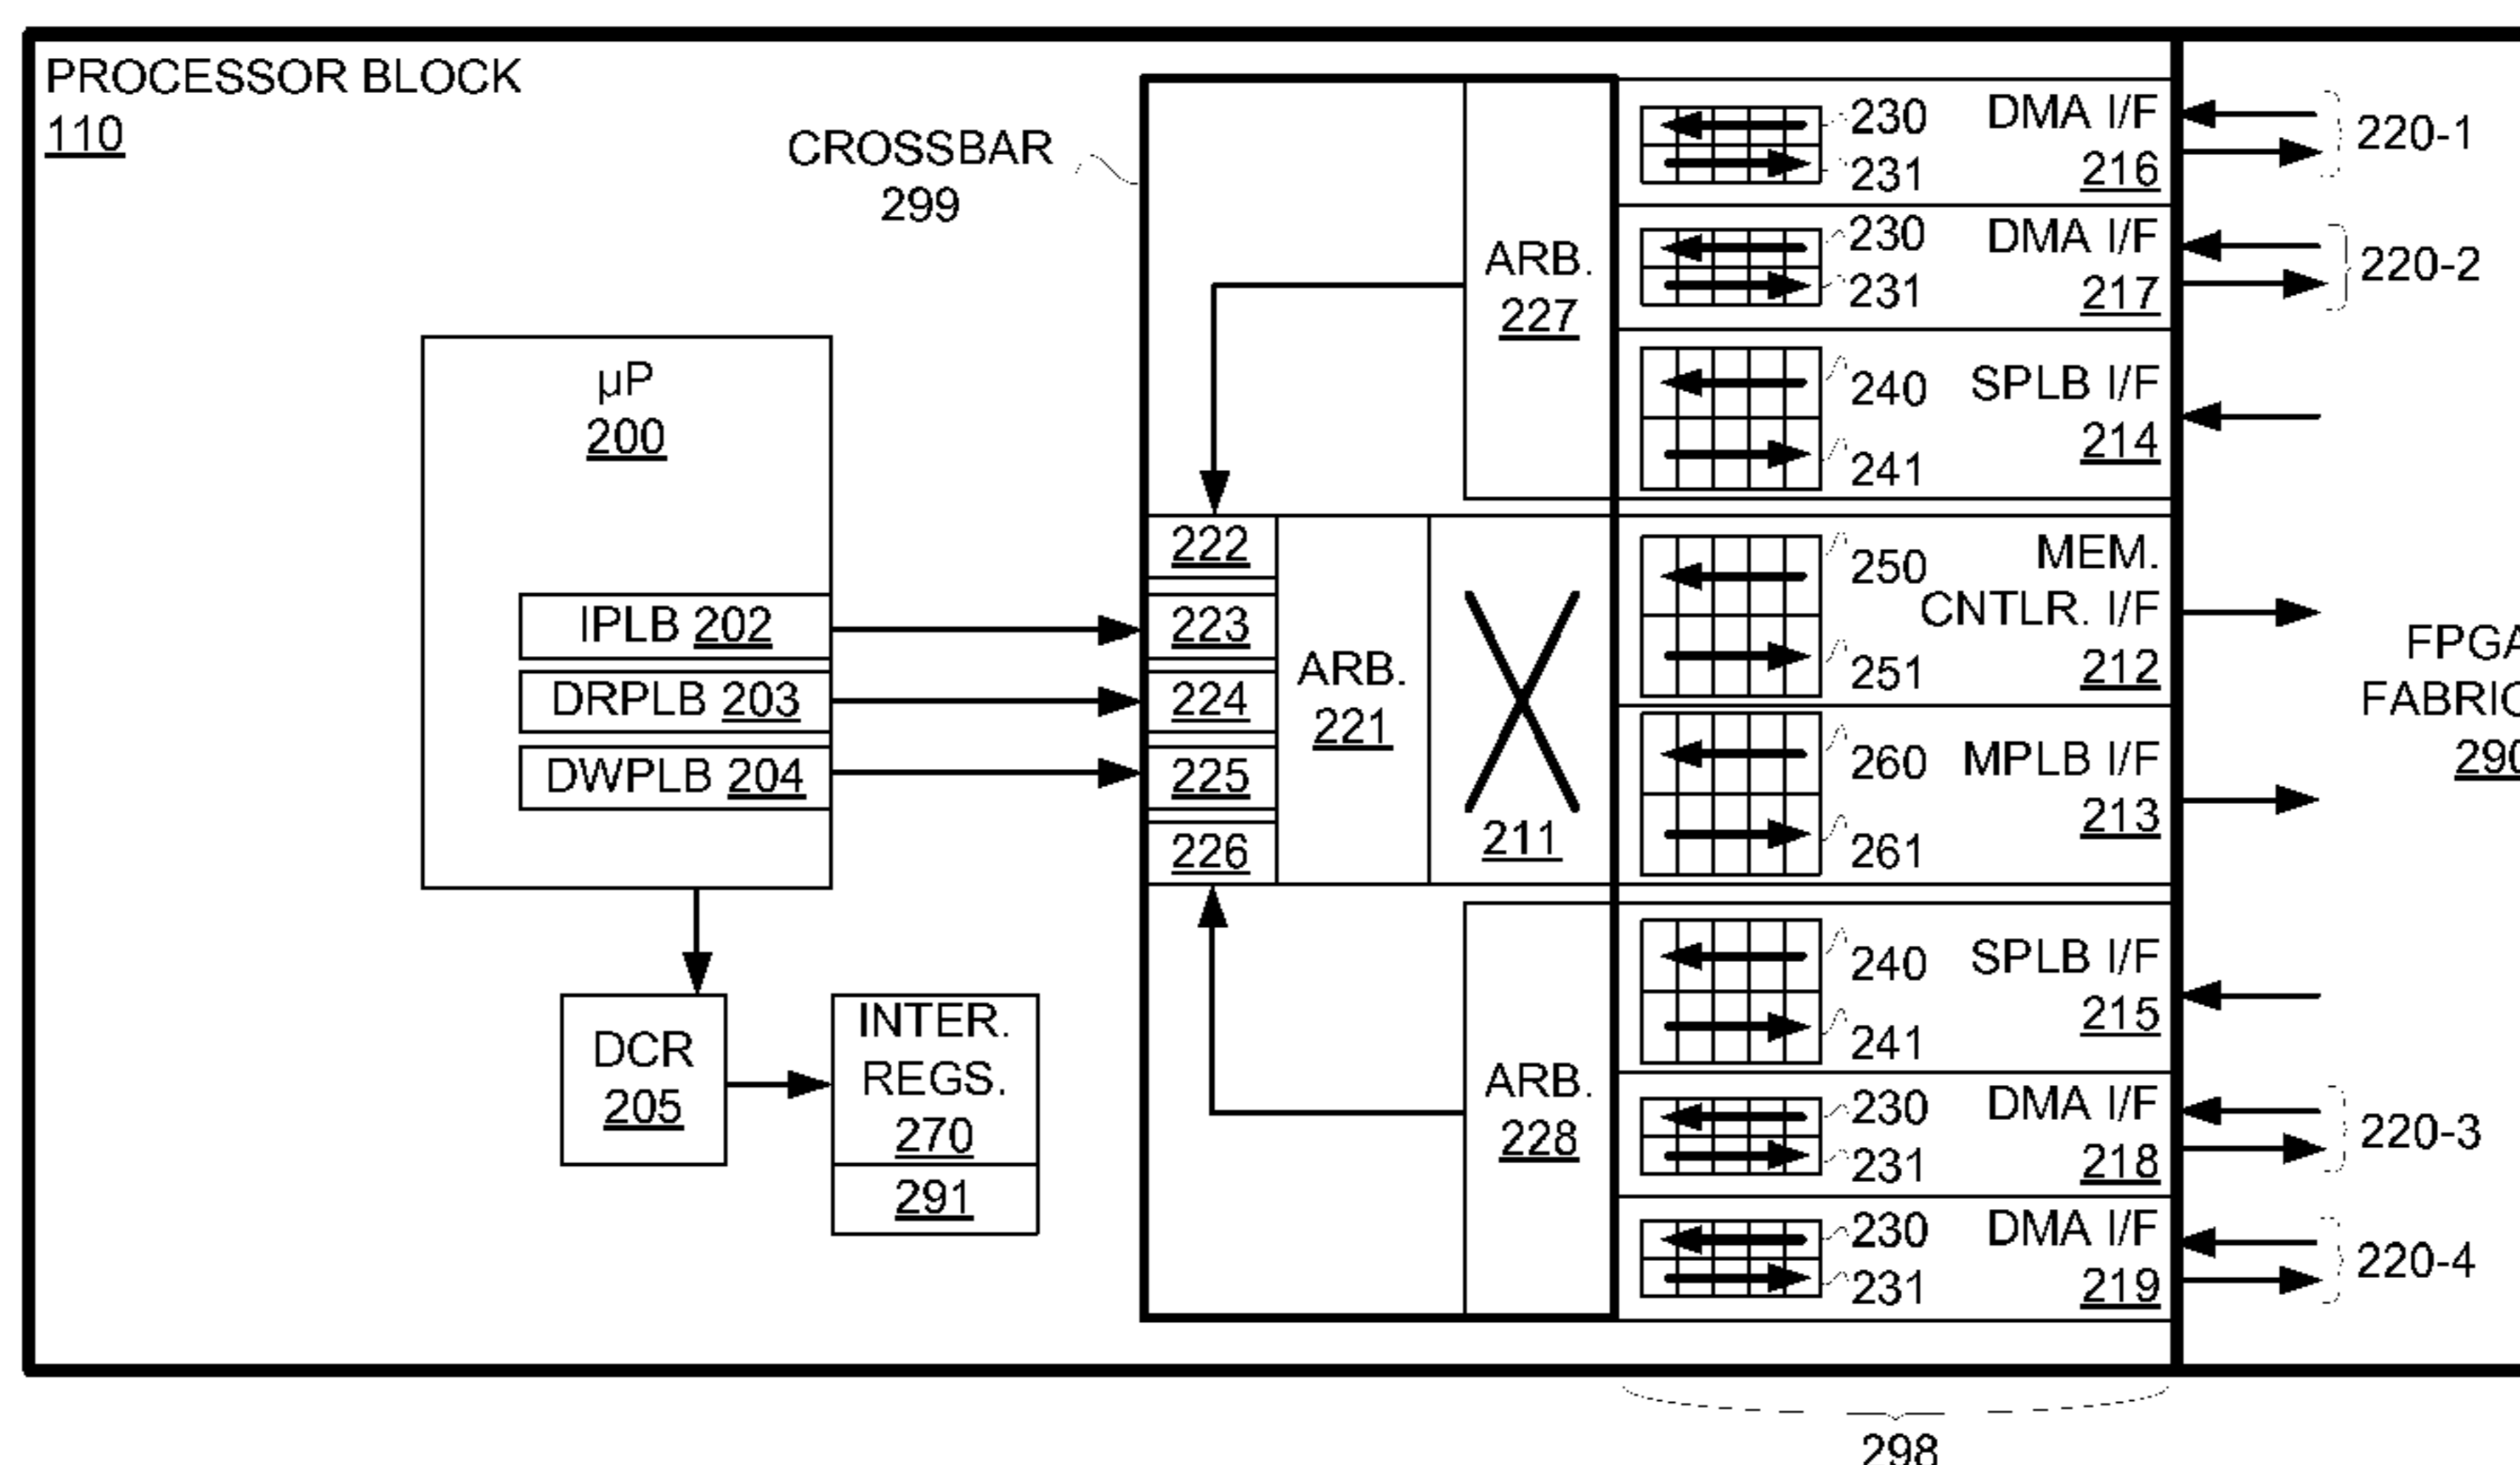 PROCESSOR BLOCK
110
CROSSBAR
299
µP
200
IPLB 202
DRPLB 203
DWPLB 204
DCR
205
INTER.
REGS.
270
291
222
223
224
225
226
ARB.
221
211
ARB.
227
ARB.
228
230 DMA I/F
231 216
230 DMA I/F
231 217
240 SPLB I/F
241 214
250 MEM.
CNTLR. I/F
251 212
260 MPLB I/F
261 213
240 SPLB I/F
241 215
230 DMA I/F
231 218
230 DMA I/F
231 219
220-1
220-2
FPGA
FABRIC
290
220-3
220-4
298